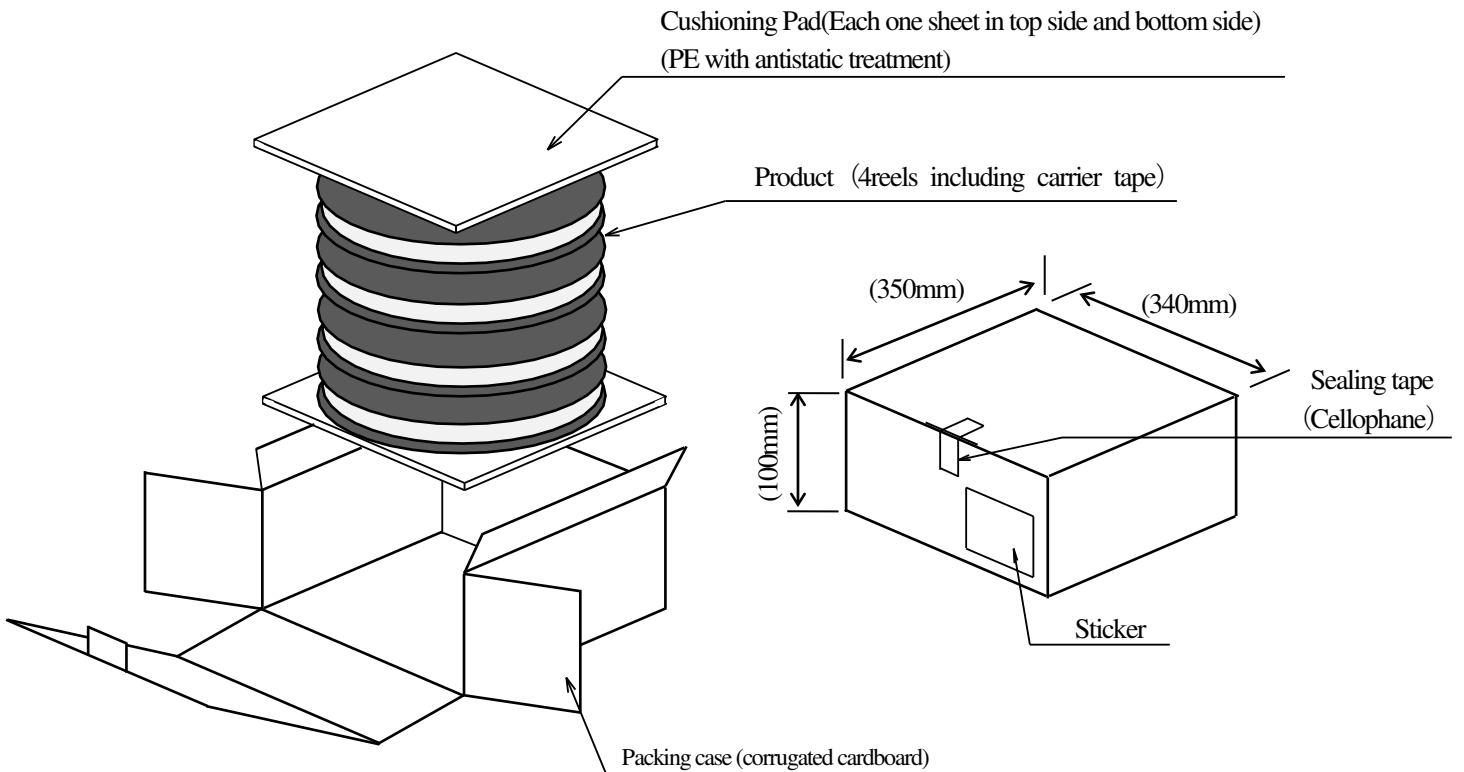 Cushioning Pad(Each one sheet in top side and bottom side)
(PE with antistatic treatment)
Product （4reels including carrier tape）
(350mm)
(340mm)
(100mm)
Sealing tape
（Cellophane）
Sticker
Packing case (corrugated cardboard)